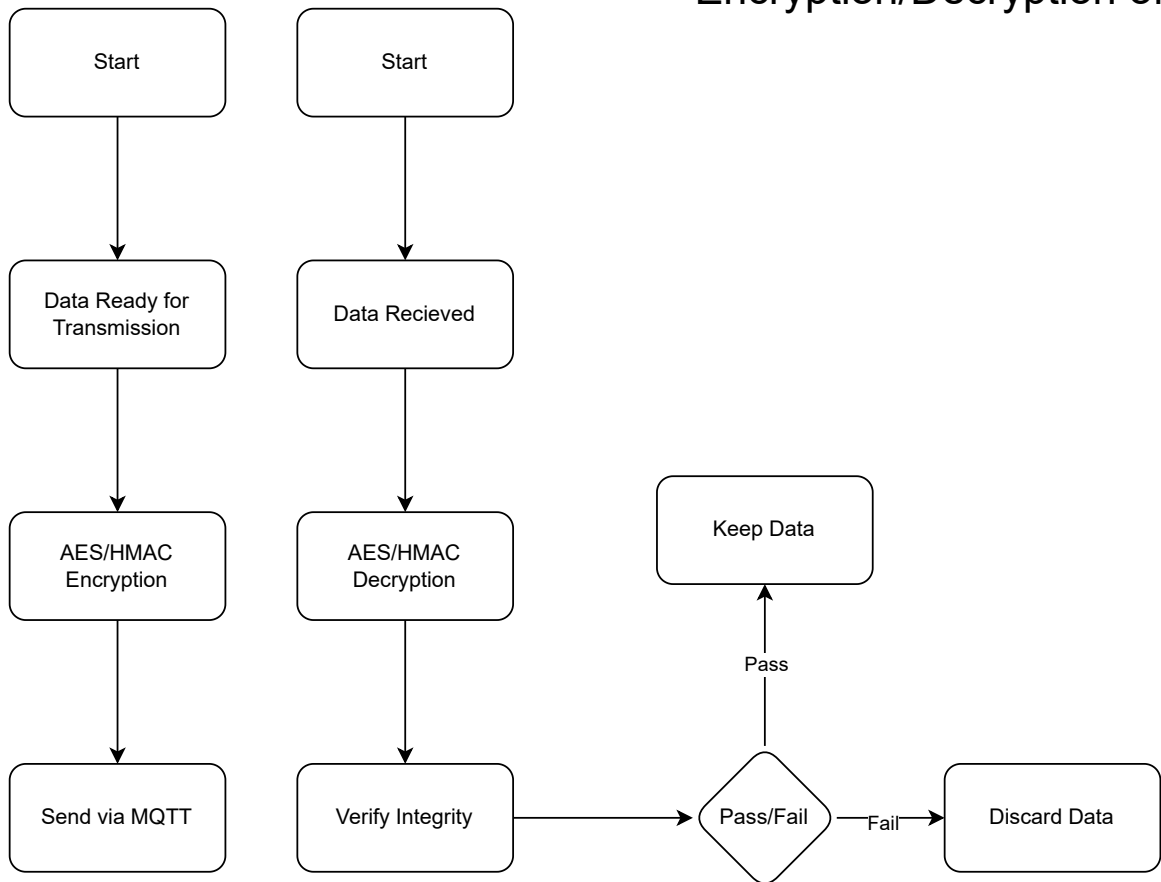 Encryption/Decryption
Start
Start
Data Ready for
Transmission
Data Recieved
AES/HMAC
Encryption
AES/HMAC
Decryption
Keep Data
Pass
Send via MQTT
Verify Integrity
Pass/Fail
Fail
Discard Data